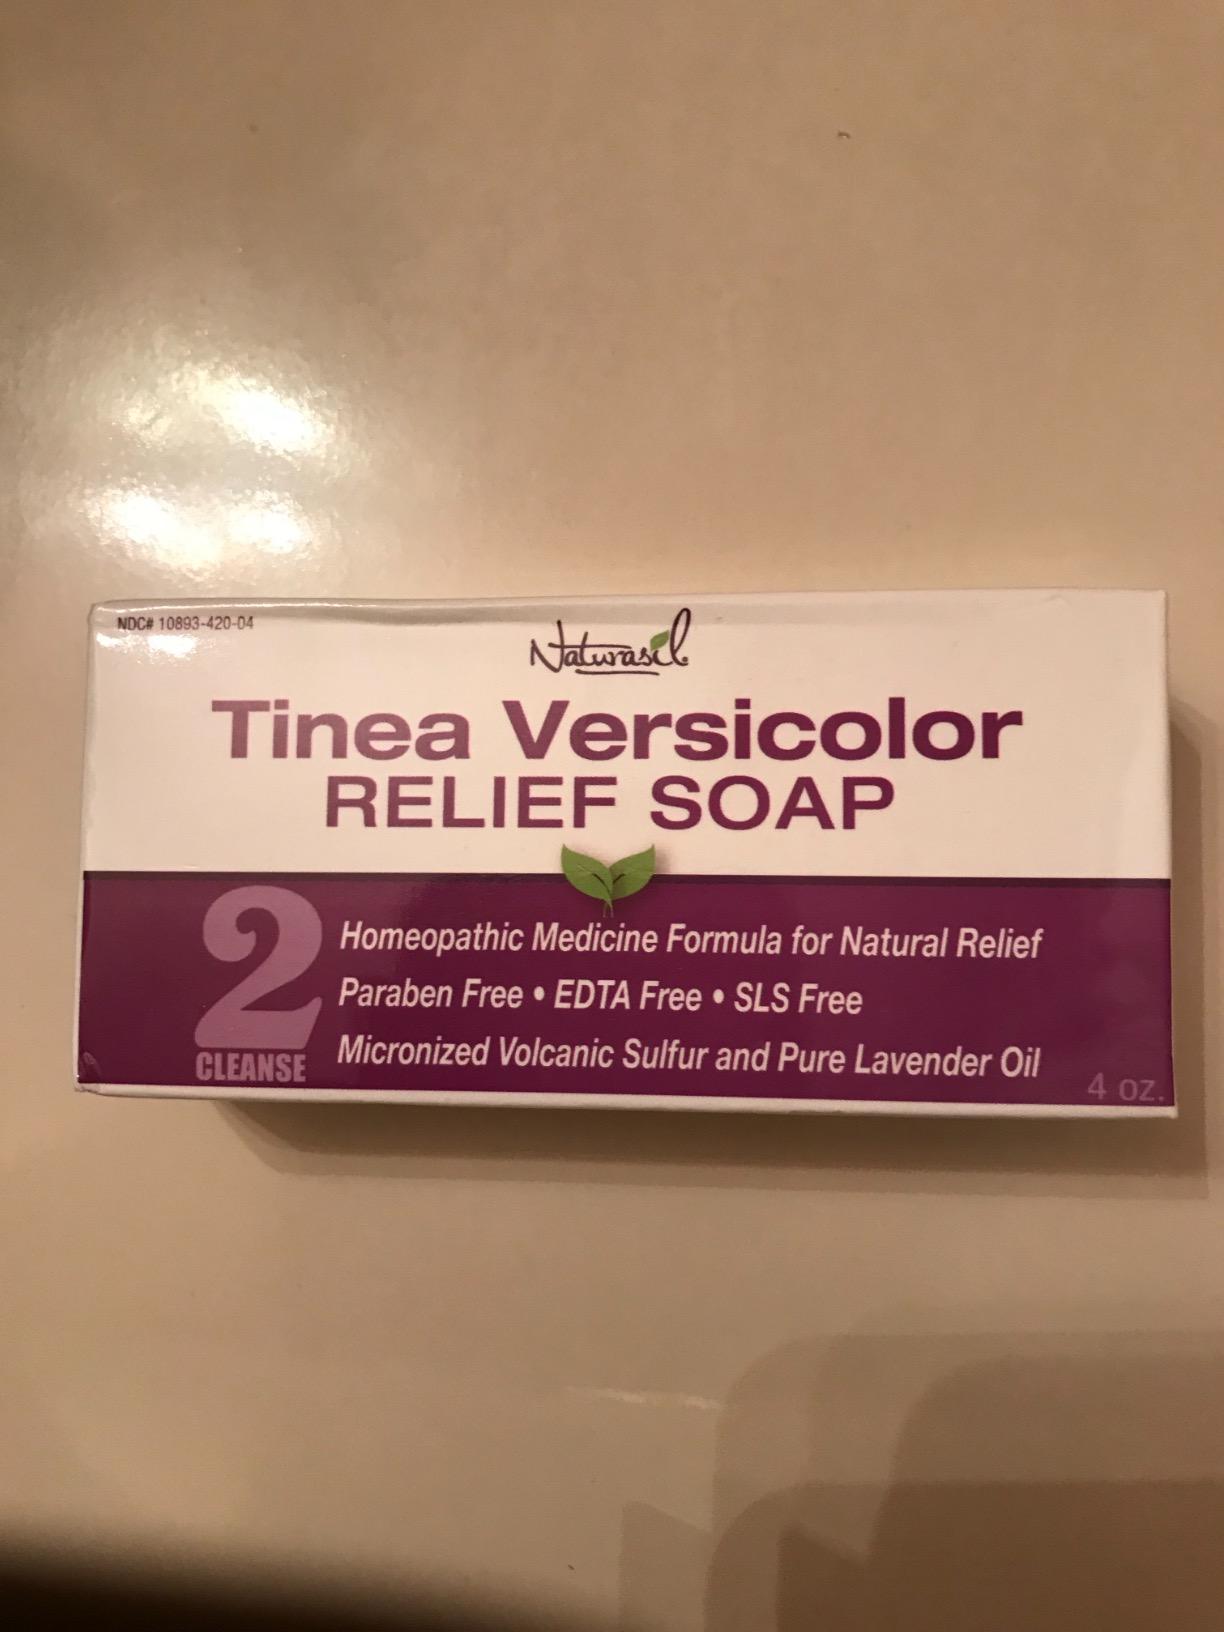 NDC# 10893-420-04
Naturasil
Tinea Versicolor
RELIEF SOAP
2
CLEANSE
Homeopathic Medicine Formula for Natural Relief
Paraben Free • EDTA Free • SLS Free
Micronized Volcanic Sulfur and Pure Lavender Oil
4 oz.